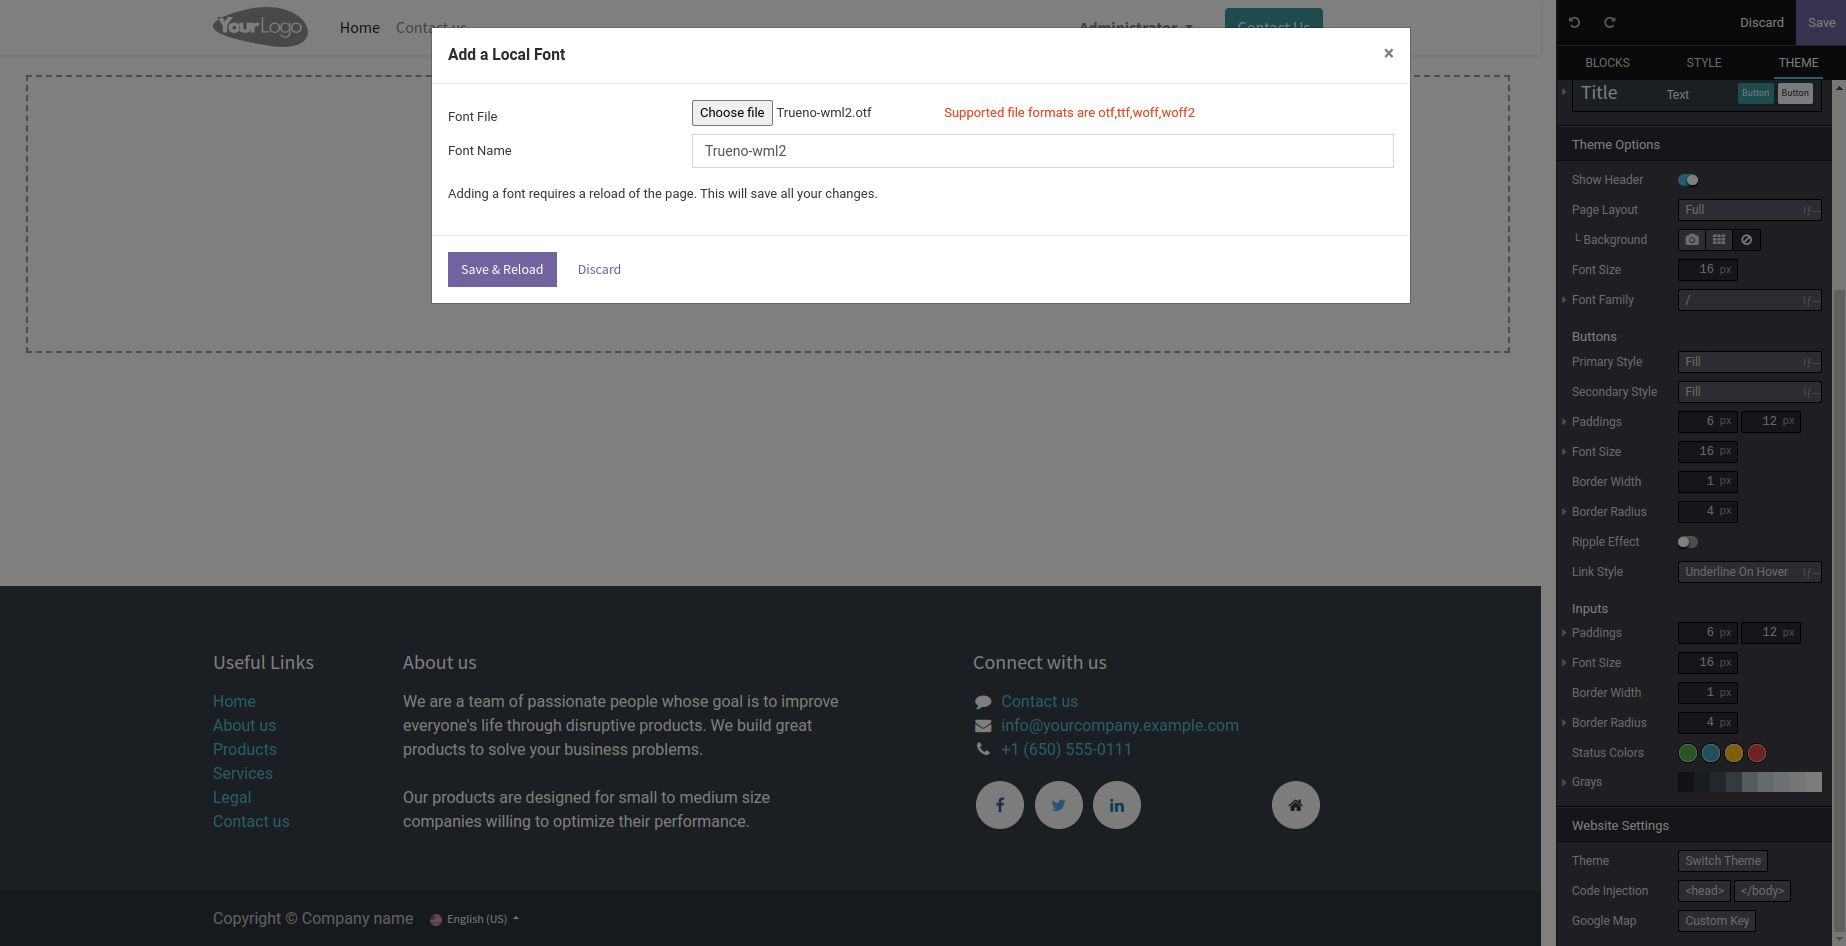 YourLogo
Home
Contact us
Administrator
Contact Us
Discard
Save
BLOCKS
STYLE
THEME
Add a Local Font
×
Font File
Choose file
Trueno-wml2.otf
Supported file formats are otf,ttf,woff,woff2
Font Name
Trueno-wml2
Adding a font requires a reload of the page. This will save all your changes.
Save & Reload
Discard
Title
Text
Button
Button
Theme Options
Show Header
Page Layout
Full
Background
Font Size
16 px
Font Family
/
Buttons
Primary Style
Fill
Secondary Style
Fill
Paddings
6 px
12 px
Font Size
16 px
Border Width
1 px
Border Radius
4 px
Ripple Effect
Link Style
Underline On Hover
Inputs
Paddings
6 px
12 px
Font Size
16 px
Border Width
1 px
Border Radius
4 px
Status Colors
Grays
Website Settings
Theme
Switch Theme
Code Injection
<head>
</body>
Google Map
Custom Key
Useful Links
Home
About us
Products
Services
Legal
Contact us
About us
We are a team of passionate people whose goal is to improve
everyone's life through disruptive products. We build great
products to solve your business problems.
Our products are designed for small to medium size
companies willing to optimize their performance.
Connect with us
Contact us
info@yourcompany.example.com
+1 (650) 555-0111
Copyright © Company name
English (US)